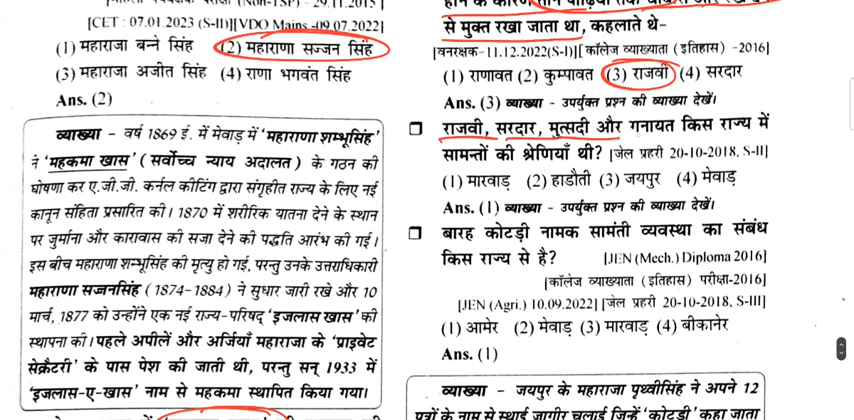 [CET : 07.01.2023 (S-II)][VDO Mains -09.07.2022]
(1) महाराजा बन्ने सिंह (2) महाराणा सज्जन सिंह
(3) महाराजा अजीत सिंह (4) राणा भगवंत सिंह
Ans. (2)
व्याख्या – वर्ष 1869 ई. में मेवाड़ में 'महाराणा शम्भूसिंह'
ने 'महकमा खास' (सर्वोच्च न्याय अदालत) के गठन की
घोषणा कर ए.जी.जी. कर्नल कीटिंग द्वारा संगृहीत राज्य के लिए नई
कानून संहिता प्रसारित की। 1870 में शारीरिक यातना देने के स्थान
पर जुर्माना और कारावास की सजा देने की पद्धति आरंभ की गई।
इस बीच महाराणा शम्भूसिंह की मृत्यु हो गई, परन्तु उनके उत्तराधिकारी
महाराणा सज्जनसिंह (1874-1884) ने सुधार जारी रखे और 10
मार्च, 1877 को उन्होंने एक नई राज्य-परिषद् 'इजलास खास' की
स्थापना की। पहले अपीलें और अर्जियाँ महाराजा के 'प्राइवेट
सेक्रैटरी' के पास पेश की जाती थी, परन्तु सन् 1933 में
'इजलास-ए-खास' नाम से महकमा स्थापित किया गया।
से मुक्त रखा जाता था, कहलाते थे-
[वनरक्षक-11.12.2022(S-I)][कॉलेज व्याख्याता (इतिहास) -2016]
(1) राणावत (2) कुम्पावत (3) राजवी (4) सरदार
Ans. (3) व्याख्या - उपर्युक्त प्रश्न की व्याख्या देखें।
राजवी, सरदार, मुत्सदी और गनायत किस राज्य में
सामन्तों की श्रेणियाँ थी? [जेल प्रहरी 20-10-2018, S-II]
(1) मारवाड़ (2) हाडौती (3) जयपुर (4) मेवाड़
Ans. (1) व्याख्या - उपर्युक्त प्रश्न की व्याख्या देखें।
बारह कोटड़ी नामक सामंती व्यवस्था का संबंध
किस राज्य से है? [JEN (Mech.) Diploma 2016]
[कॉलेज व्याख्याता (इतिहास) परीक्षा-2016]
[JEN (Agri.) 10.09.2022] [जेल प्रहरी 20-10-2018, S-III]
(1) आमेर (2) मेवाड़ (3) मारवाड़ (4) बीकानेर
Ans. (1)
व्याख्या – जयपुर के महाराजा पृथ्वीसिंह ने अपने 12
पुत्रों के नाम से स्थाई जागीर चलाई जिन्हें 'कोटड़ी' कहा जाता